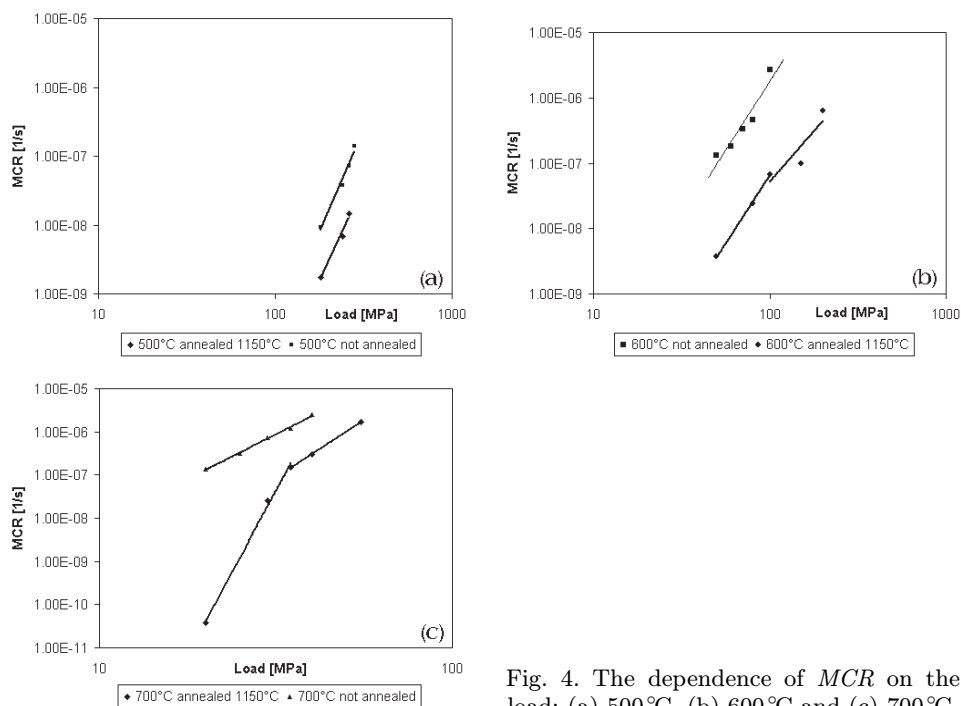 1.00E-05
1.00E-06
1.00E-07
1.00E-08
1.00E-09
MCR [1/s]
10
100
1000
Load [MPa]
(a)
500°C annealed 1150°C 500°C not annealed
1.00E-05
1.00E-06
1.00E-07
1.00E-08
1.00E-09
MCR [1/s]
10
100
1000
Load [MPa]
(b)
600°C not annealed 600°C annealed 1150°C
1.00E-05
1.00E-06
1.00E-07
1.00E-08
1.00E-09
1.00E-10
1.00E-11
MCR [1/s]
10
100
Load [MPa]
(c)
700°C annealed 1150°C 700°C not annealed
Fig. 4. The dependence of MCR on the
load: (a) 500°C, (b) 600°C and (c) 700°C.